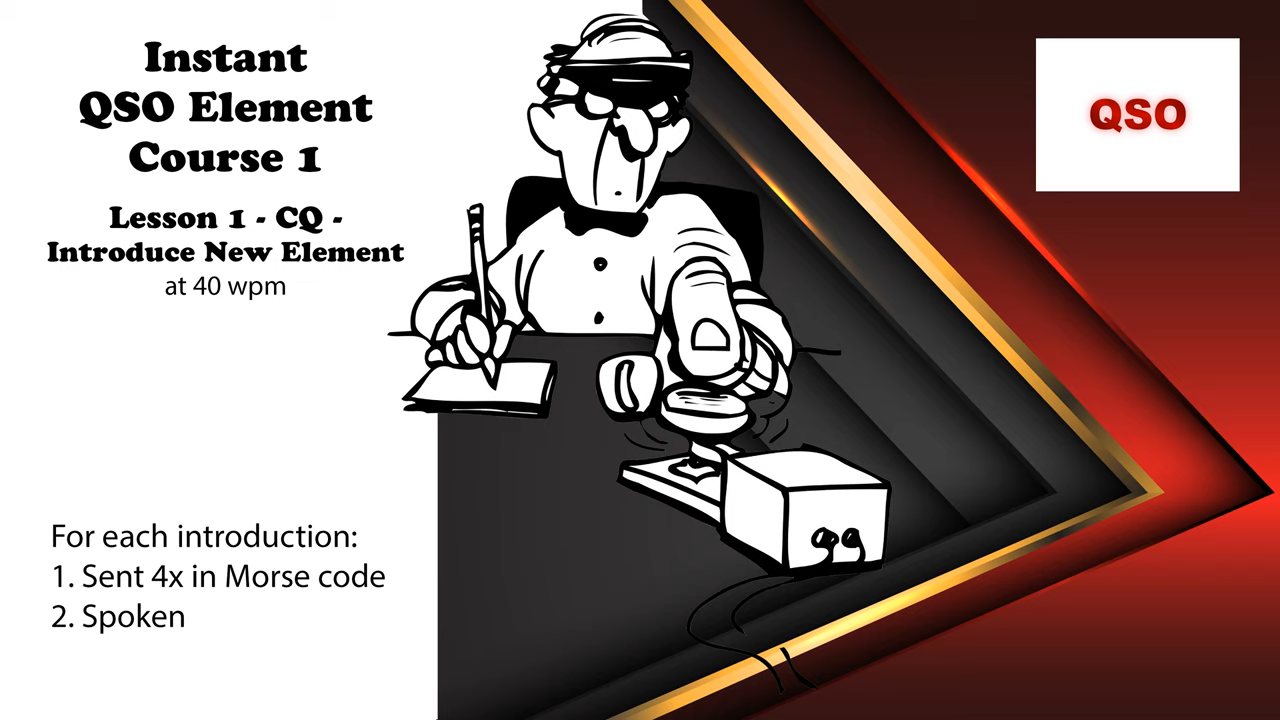 Instant
QSO Element
Course 1
Lesson 1 - CQ -
Introduce New Element
at 40 wpm
QSO
For each introduction:
1. Sent 4x in Morse code
2. Spoken